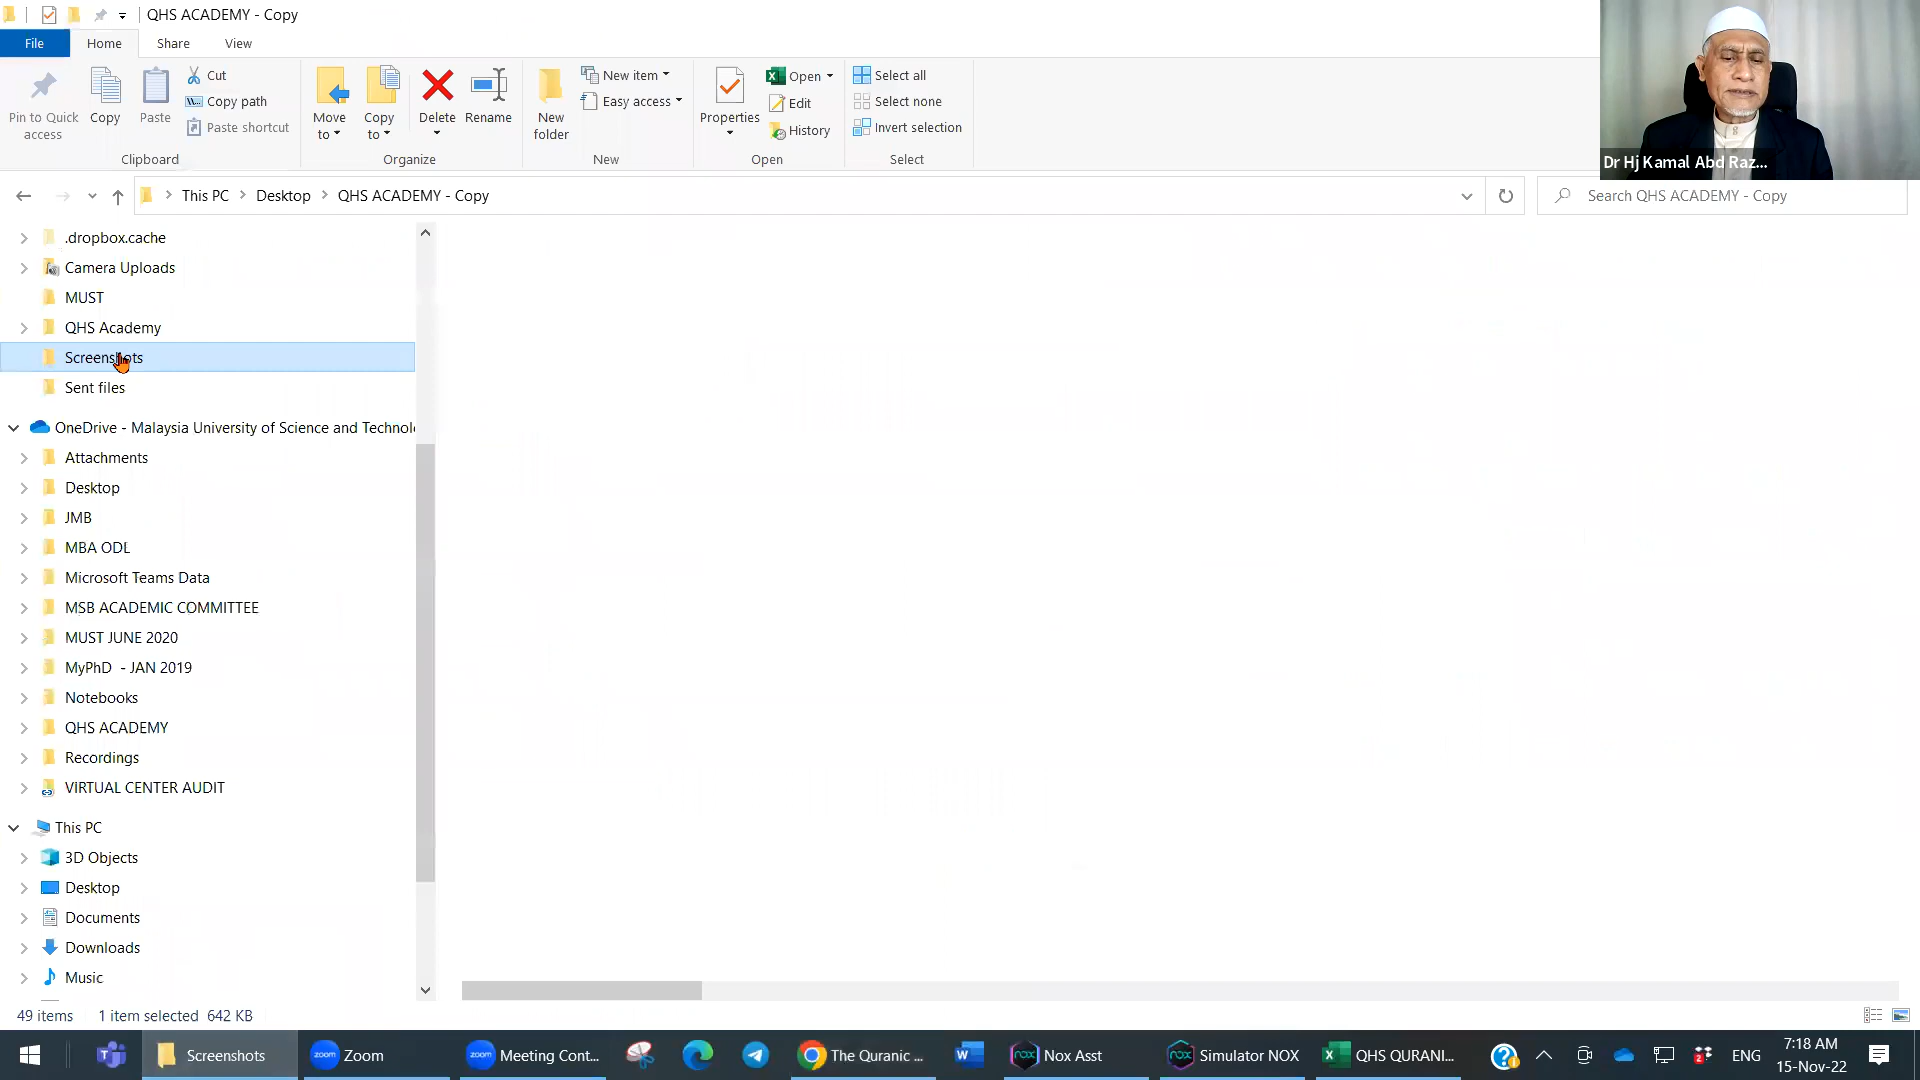 QHS ACADEMY - Copy
File
Home
Share
View
Pin to Quick access
Copy
Paste
Cut
Copy path
Paste shortcut
Clipboard
Move to
Copy to
Delete
Rename
Organize
New folder
New item
Easy access
New
Properties
Open
Edit
History
Open
Select all
Select none
Invert selection
Select
Dr Hj Kamal Abd Raz...
This PC
Desktop
QHS ACADEMY - Copy
Search QHS ACADEMY - Copy
.dropbox.cache
Camera Uploads
MUST
QHS Academy
Screenshots
Sent files
OneDrive - Malaysia University of Science and Technol
Attachments
Desktop
JMB
MBA ODL
Microsoft Teams Data
MSB ACADEMIC COMMITTEE
MUST JUNE 2020
MyPhD - JAN 2019
Notebooks
QHS ACADEMY
Recordings
VIRTUAL CENTER AUDIT
This PC
3D Objects
Desktop
Documents
Downloads
Music
49 items 1 item selected 642 KB
Screenshots
zoom Zoom
zoom Meeting Cont...
The Quranic ...
nox Nox Asst
nox Simulator NOX
QHS QURANI...
ENG
7:18 AM
15-Nov-22